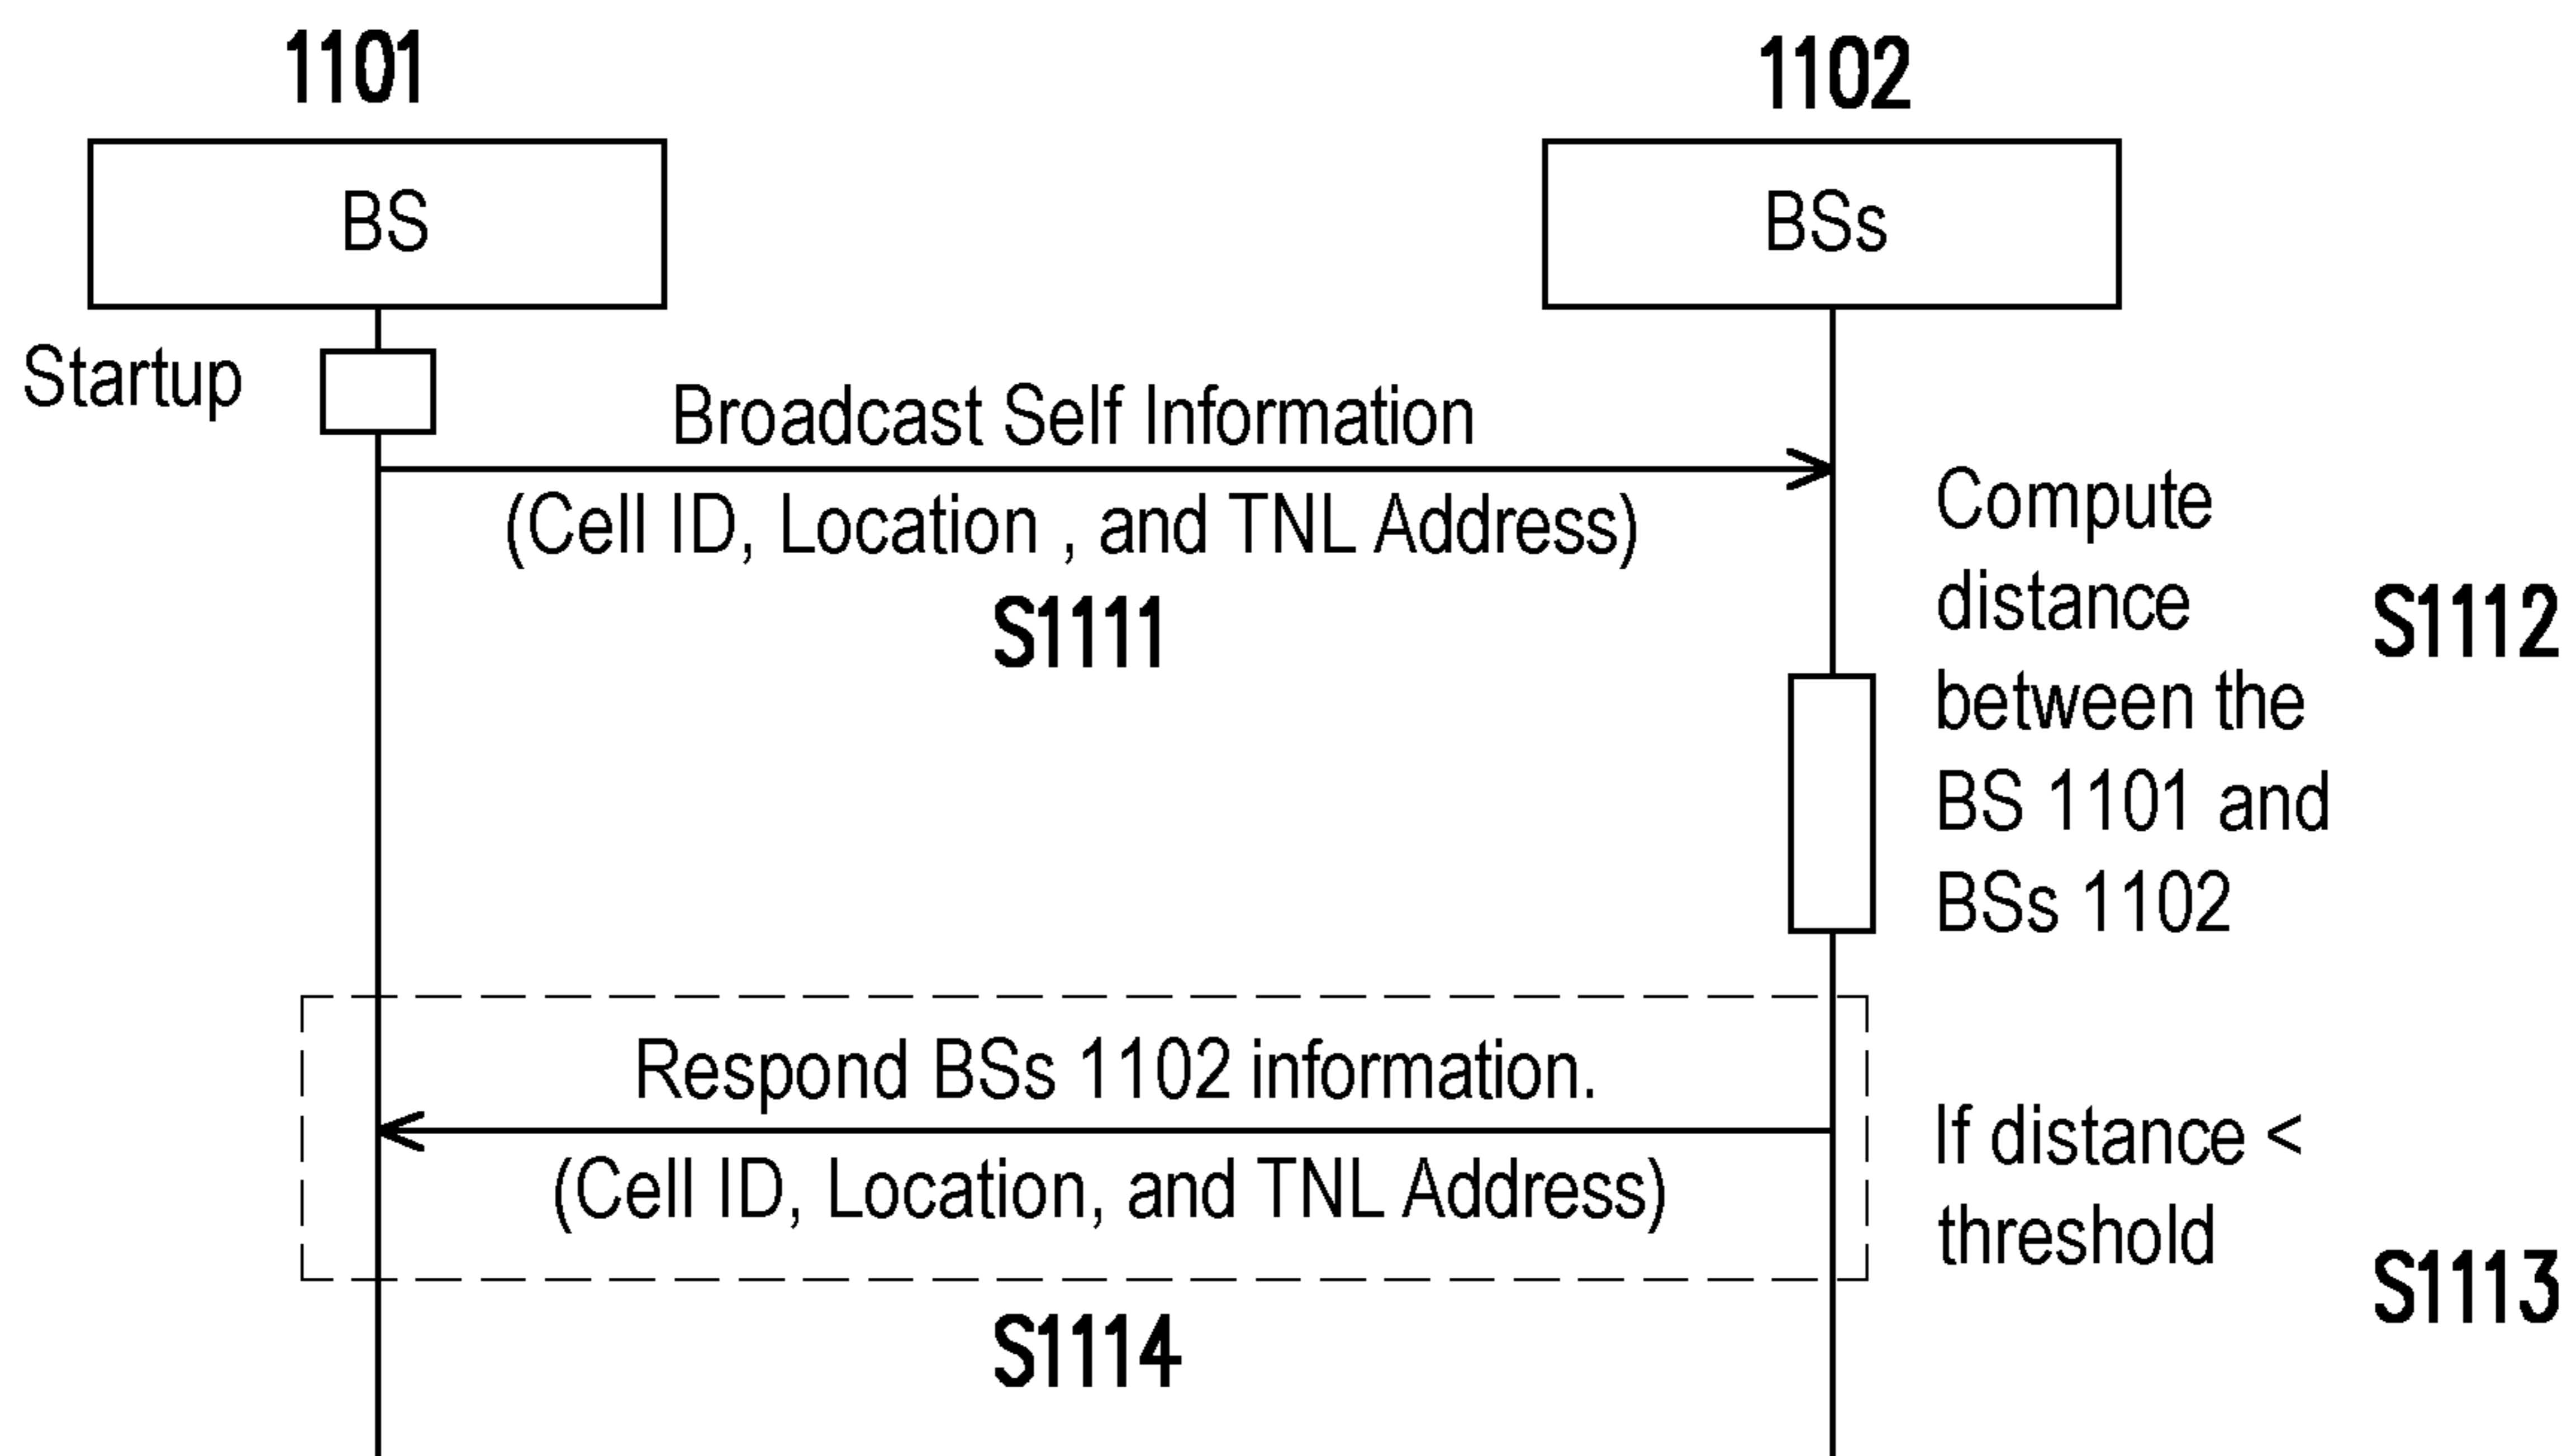 1101
1102
BS
BSs
Startup
Broadcast Self Information
(Cell ID, Location , and TNL Address)
S1111
Compute
distance
between the
BS 1101 and
BSs 1102
S1112
Respond BSs 1102 information.
(Cell ID, Location, and TNL Address)
If distance <
threshold
S1113
S1114